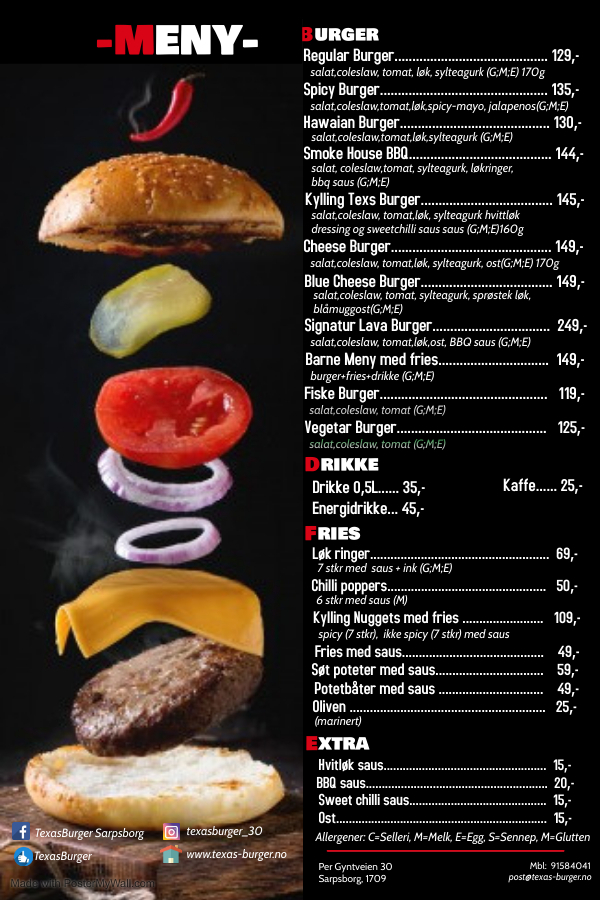 -MENY-
BURGER
Regular Burger............................................. 129,-
salat,coleslaw, tomat, løk, sylteagurk (G;M;E) 170g
Spicy Burger................................................ 135,-
salat,coleslaw,tomat,løk,spicy-mayo, jalapenos(G;M;E)
Hawaian Burger............................................ 130,-
salat,coleslaw,tomat,løk,sylteagurk (G;M;E)
Smoke House BBQ......................................... 144,-
salat, coleslaw,tomat, sylteagurk, løkringer,
bbq saus (G;M;E)
Kylling Texs Burger...................................... 145,-
salat,coleslaw, tomat,løk, sylteagurk hvittløk
dressing og sweetchilli saus saus (G;M;E)160g
Cheese Burger.............................................. 149,-
salat,coleslaw, tomat,løk, sylteagurk, ost(G;M;E) 170g
Blue Cheese Burger...................................... 149,-
salat,coleslaw, tomat, sylteagurk, sprøstek løk,
blåmuggost(G;M;E)
Signatur Lava Burger.................................. 249,-
salat,coleslaw, tomat,løk,ost, BBQ saus (G;M;E)
Barne Meny med fries................................. 149,-
burger+fries+drikke (G;M;E)
Fiske Burger................................................ 119,-
salat,coleslaw, tomat (G;M;E)
Vegetar Burger............................................ 125,-
salat,coleslaw, tomat (G;M;E)
DRIKKE
Drikke 0,5L...... 35,- Kaffe...... 25,-
Energidrikke... 45,-
FRIES
Løk ringer.................................................... 69,-
7 stkr med saus + ink (G;M;E)
Chilli poppers............................................... 50,-
6 stkr med saus (M)
Kylling Nuggets med fries ........................ 109,-
spicy (7 stkr), ikke spicy (7 stkr) med saus
Fries med saus.......................................... 49,-
Søt poteter med saus................................. 59,-
Potetbåter med saus ................................ 49,-
Oliven .......................................................... 25,-
(marinert)
EXTRA
Hvitløk saus................................................ 15,-
BBQ saus...................................................... 20,-
Sweet chilli saus......................................... 15,-
Ost................................................................ 15,-
Allergener: C=Selleri, M=Melk, E=Egg, S=Sennep, M=Glutten
TexasBurger Sarpsborg texasburger_30
TexasBurger www.texas-burger.no
Per Gyntveien 30 Mbl: 91584041
Sarpsborg, 1709 post@texas-burger.no
Made with PosterMyWall.com